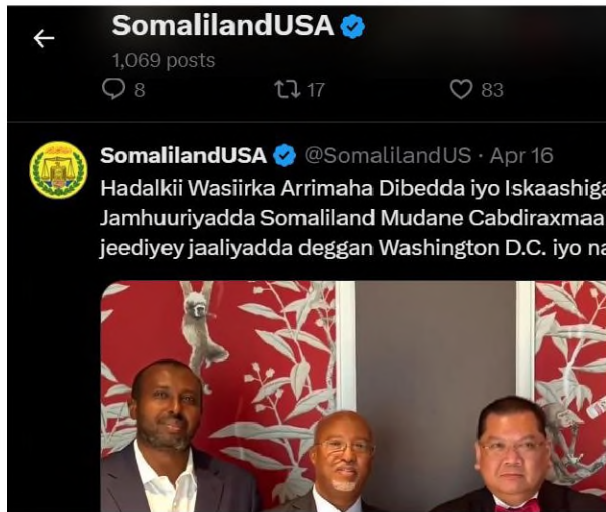 SomalilandUSA
1,069 posts
8 17 83
SomalilandUSA @SomalilandUS · Apr 16
Hadalkii Wasiirka Arrimaha Dibedda iyo Iskaashiga
Jamhuuriyadda Somaliland Mudane Cabdiraxmaa
jeediyey jaaliyadda deggan Washington D.C. iyo na